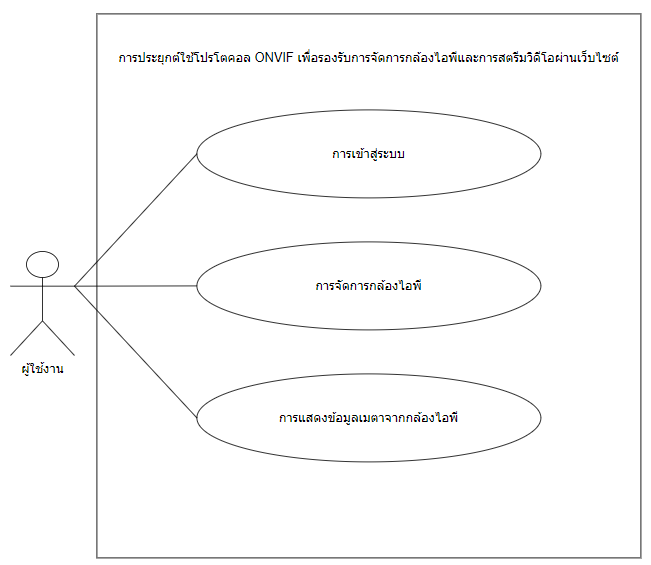 การประยุกต์ใช้โปรโตคอล ONVIF เพื่อรองรับการจัดการกล้องไอพีและการสตรีมวิดีโอผ่านเว็บไซต์
การเข้าสู่ระบบ
การจัดการกล้องไอพี
ผู้ใช้งาน
การแสดงข้อมูลเมตาจากกล้องไอพี